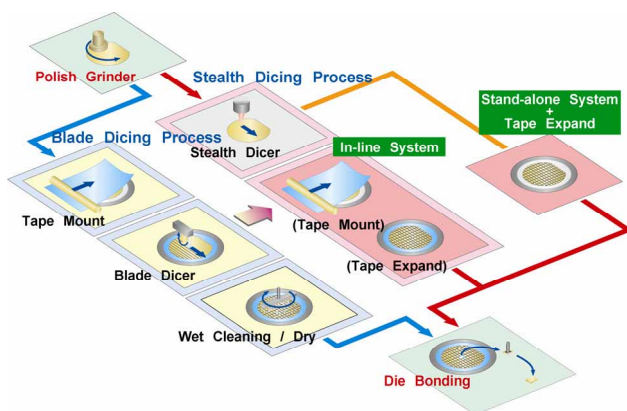 Polish Grinder
Stealth Dicing Process
Stand-alone System
+
Tape Expand
Blade Dicing Process
Stealth Dicer
In-line System
Tape Mount
(Tape Mount)
Blade Dicer
(Tape Expand)
Wet Cleaning / Dry
Die Bonding